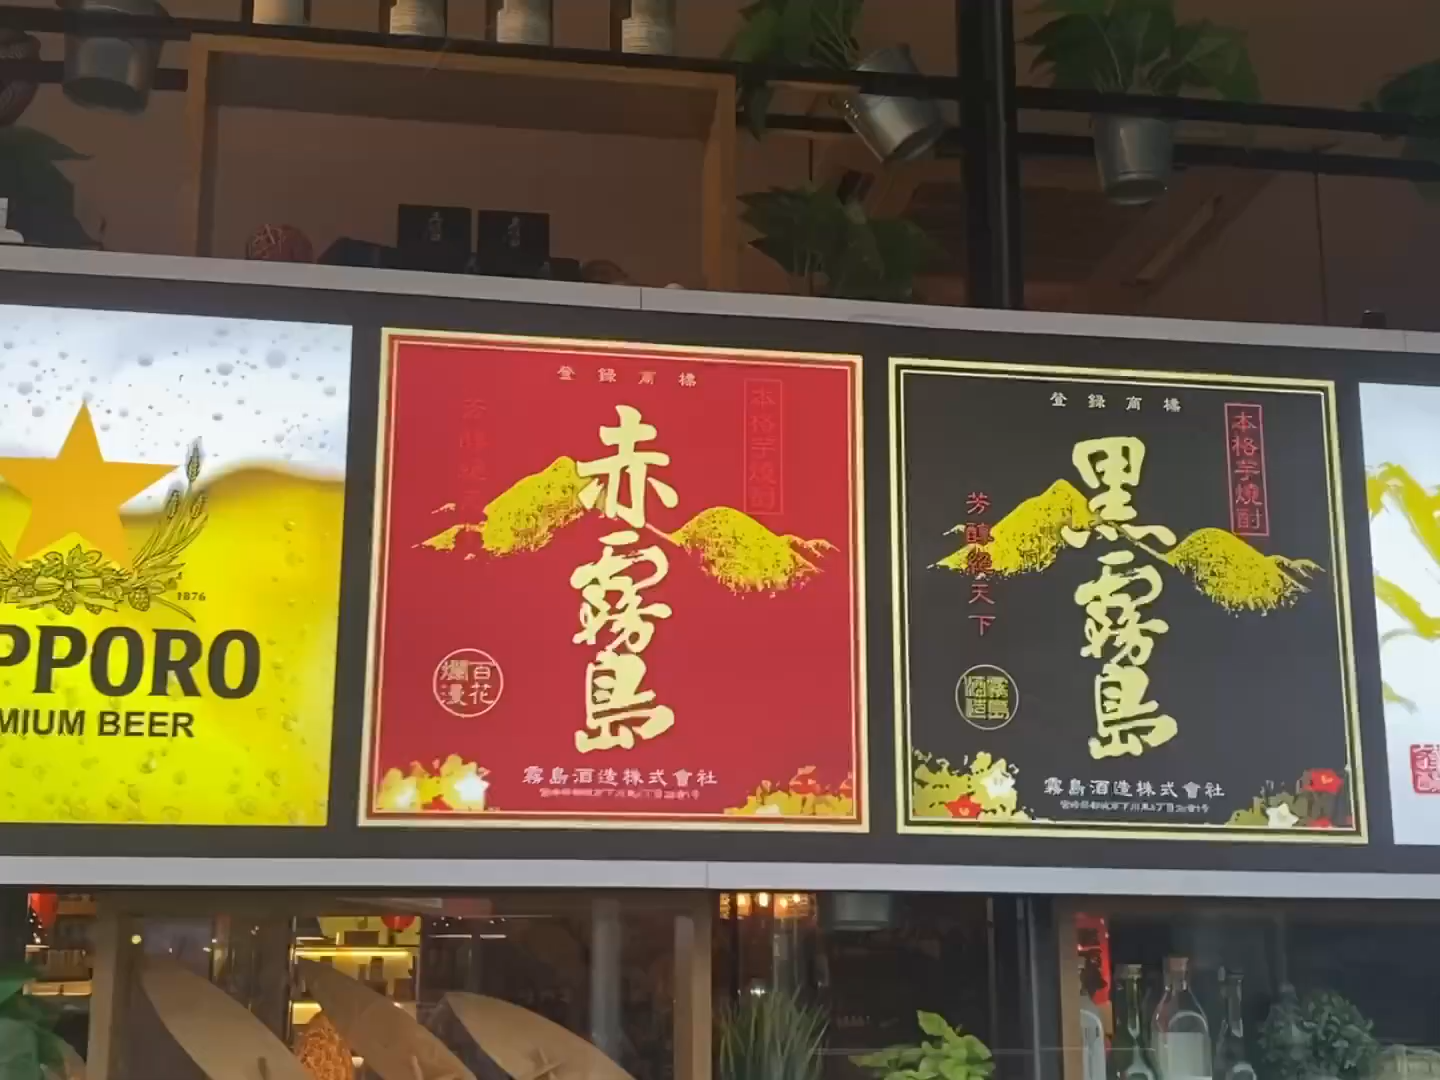 1876
PPORO
MIUM BEER
登録商標
本格芋焼酎
赤霧島
百花
爛漫
霧島酒造株式會社
登録商標
本格芋焼酎
黒霧島
芳醇絶天下
霧島
酒造
霧島酒造株式會社